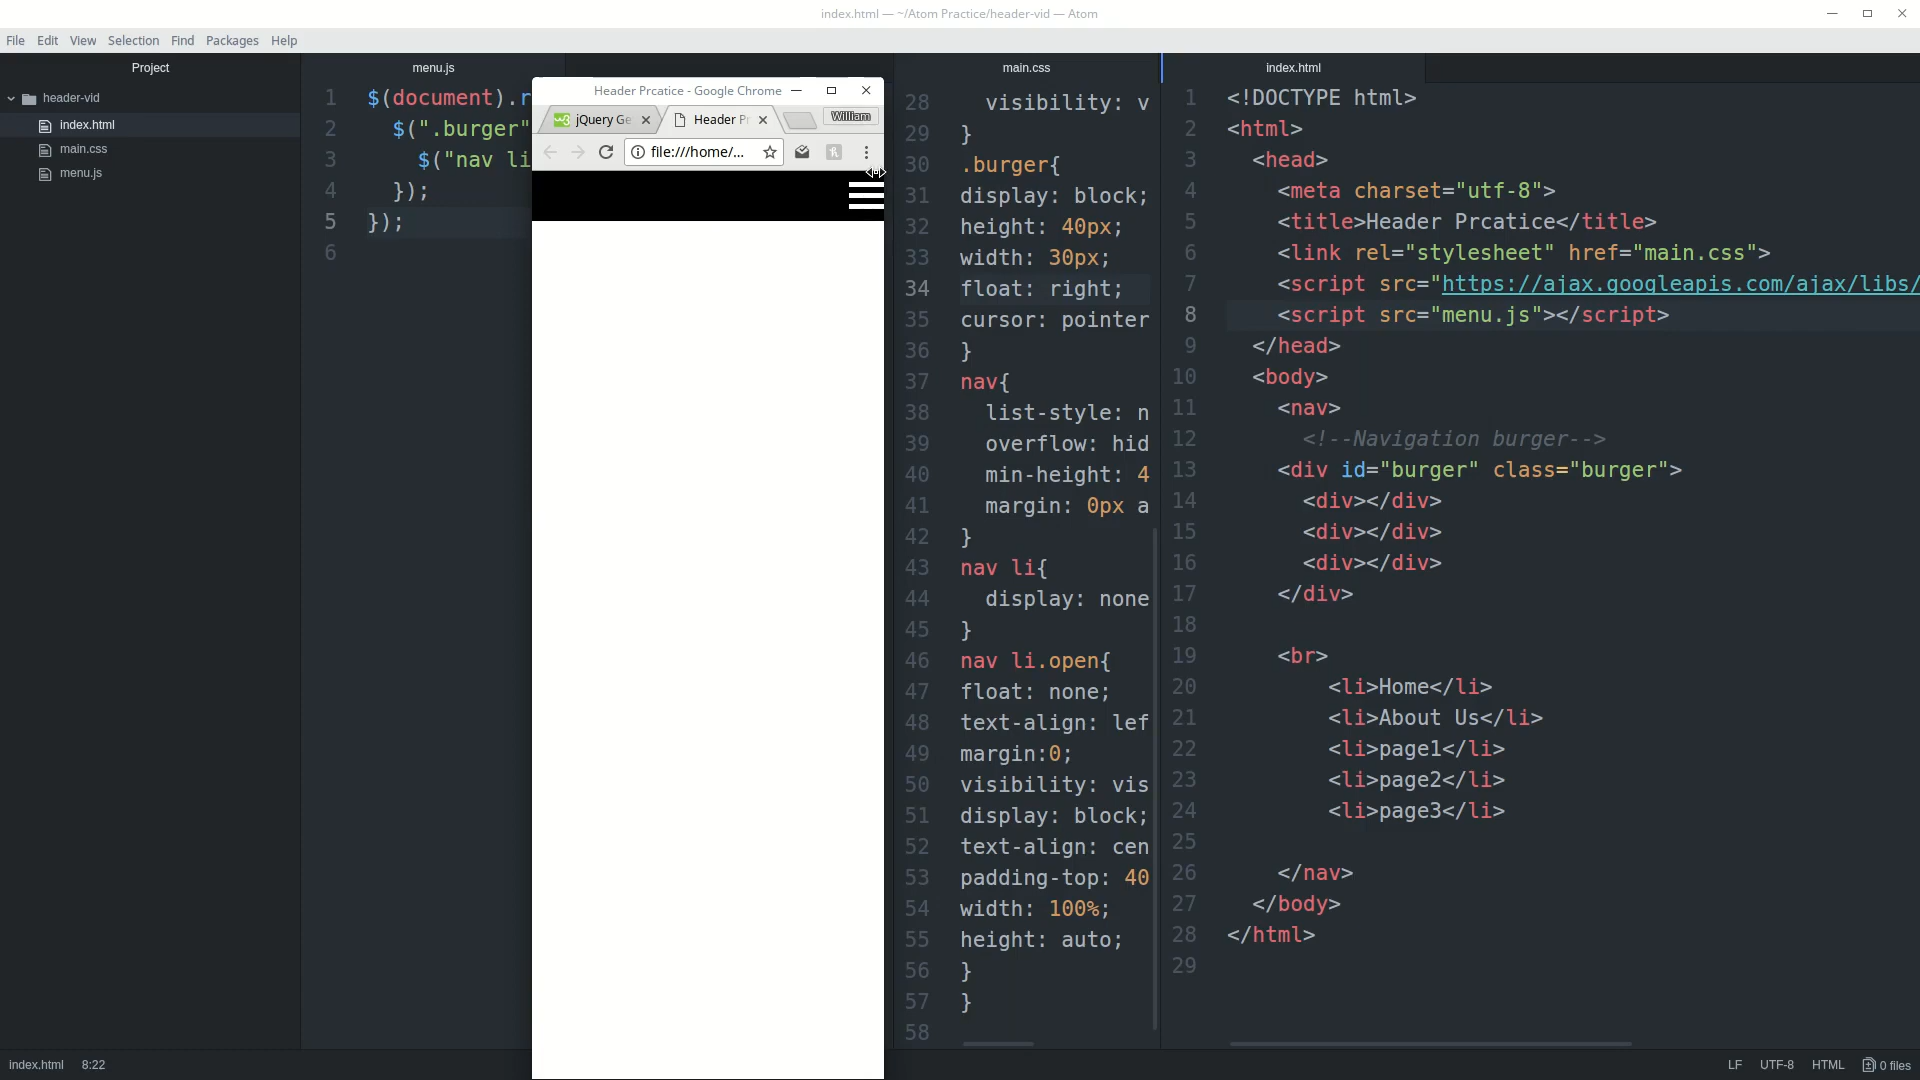 index.html — ~/Atom Practice/header-vid — Atom
File Edit View Selection Find Packages Help
Project
header-vid
index.html
main.css
menu.js
menu.js
1 $(document).r
2 $(".burger"
3 $("nav li
4 });
5 });
6
Header Prcatice - Google Chrome
jQuery Ge
Header Pr
William
file:///home/...
main.css
28 visibility: v
29 }
30 .burger{
31 display: block;
32 height: 40px;
33 width: 30px;
34 float: right;
35 cursor: pointer
36 }
37 nav{
38 list-style: n
39 overflow: hid
40 min-height: 4
41 margin: 0px a
42 }
43 nav li{
44 display: none
45 }
46 nav li.open{
47 float: none;
48 text-align: lef
49 margin:0;
50 visibility: vis
51 display: block;
52 text-align: cen
53 padding-top: 40
54 width: 100%;
55 height: auto;
56 }
57 }
58
index.html
1 <!DOCTYPE html>
2 <html>
3 <head>
4 <meta charset="utf-8">
5 <title>Header Prcatice</title>
6 <link rel="stylesheet" href="main.css">
7 <script src="https://ajax.googleapis.com/ajax/libs/
8 <script src="menu.js"></script>
9 </head>
10 <body>
11 <nav>
12 <!--Navigation burger-->
13 <div id="burger" class="burger">
14 <div></div>
15 <div></div>
16 <div></div>
17 </div>
18
19 <br>
20 <li>Home</li>
21 <li>About Us</li>
22 <li>page1</li>
23 <li>page2</li>
24 <li>page3</li>
25
26 </nav>
27 </body>
28 </html>
29
index.html 8:22
LF UTF-8 HTML 0 files